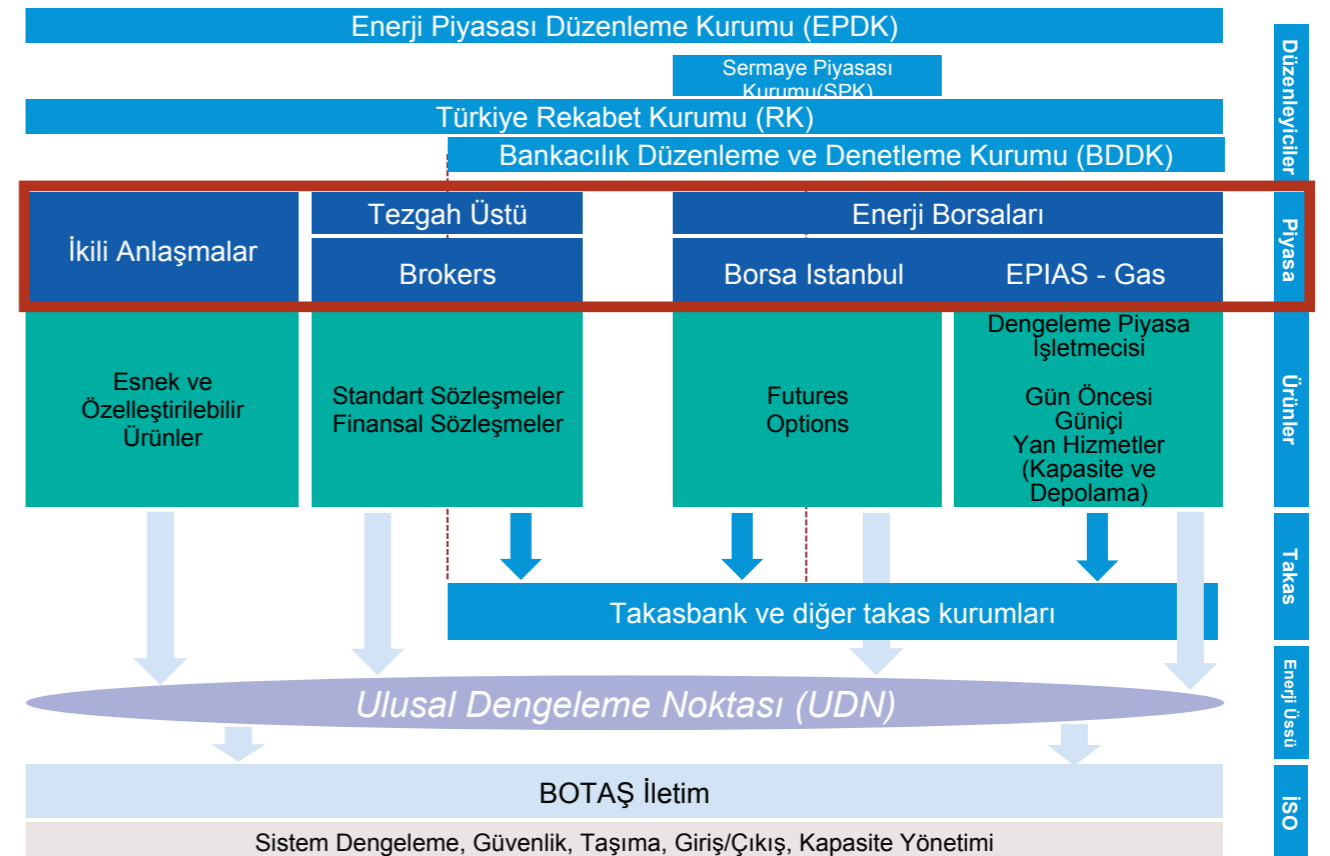 Enerji Piyasası Düzenleme Kurumu (EPDK)
Sermaye Piyasası
Kurumu(SPK)
Türkiye Rekabet Kurumu (RK)
Bankacılık Düzenleme ve Denetleme Kurumu (BDDK)
Düzenleyiciler
İkili Anlaşmalar
Tezgah Üstü
Brokers
Enerji Borsaları
Borsa Istanbul
EPIAS - Gas
Piyasa
Esnek ve
Özelleştirilebilir
Ürünler
Standart Sözleşmeler
Finansal Sözleşmeler
Futures
Options
Dengeleme Piyasa
İşletmecisi
Gün Öncesi
Güniçi
Yan Hizmetler
(Kapasite ve
Depolama)
Ürünler
Takasbank ve diğer takas kurumları
Takas
Ulusal Dengeleme Noktası (UDN)
Enerji Üssü
BOTAŞ İletim
Sistem Dengeleme, Güvenlik, Taşıma, Giriş/Çıkış, Kapasite Yönetimi
İSO